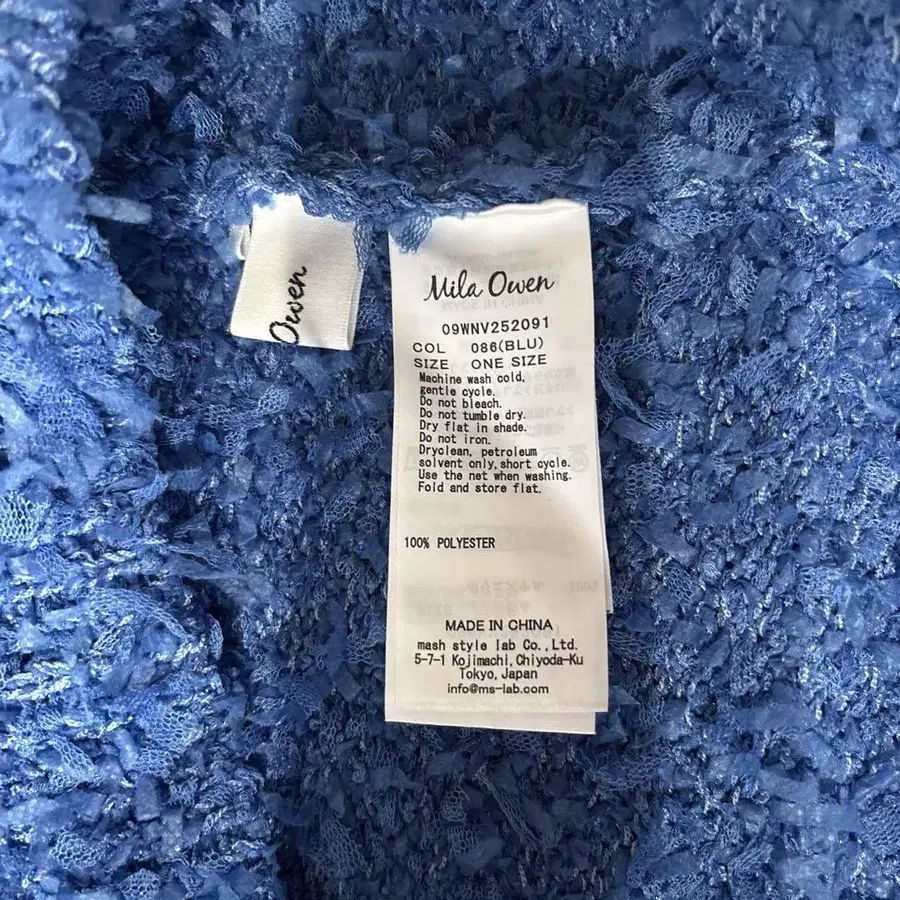 Owen
Mila Owen
09WNV252091
COL 086(BLU)
SIZE ONE SIZE
Machine wash cold,
gentle cycle.
Do not bleach.
Do not tumble dry.
Dry flat in shade.
Do not iron.
Dryclean, petroleum
solvent only,short cycle.
Use the net when washing.
Fold and store flat.
100% POLYESTER
MADE IN CHINA
mash style lab Co.,Ltd.
5-7-1 Kojimachi,Chiyoda-Ku
Tokyo,Japan
info@ms-lab.com